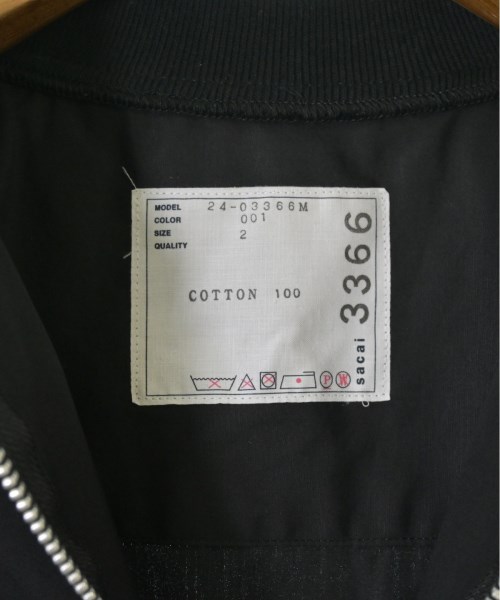 MODEL 24-03366M
COLOR 001
SIZE 2
QUALITY
COTTON 100
P W
sacai 3366